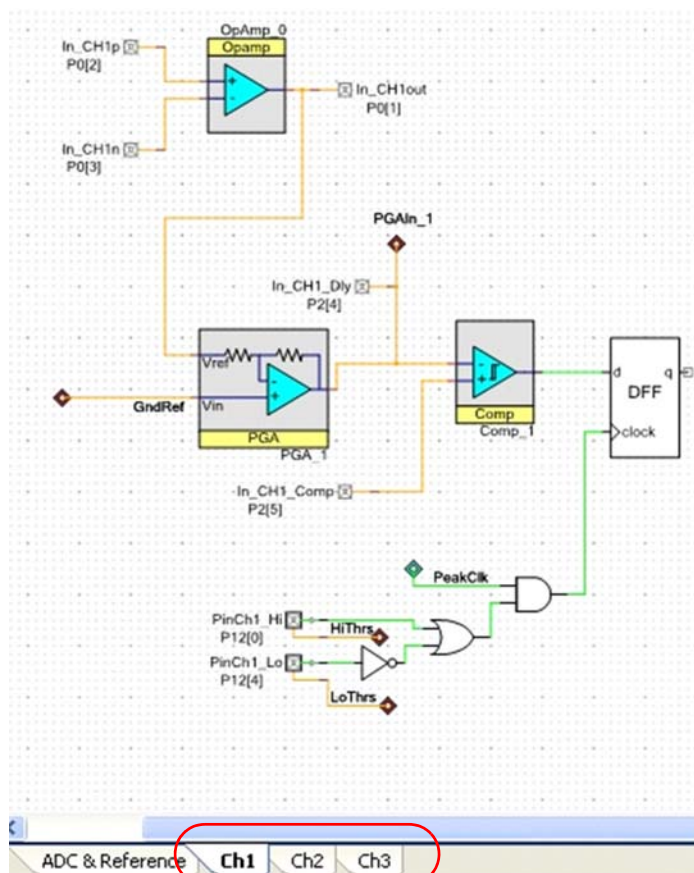 OpAmp_0
Opamp
In_CH1p
P0[2]
+
-
In_CH1out
P0[1]
In_CH1n
P0[3]
PGAIn_1
In_CH1_Dly
P2[4]
Vref
-
+
GndRef
Vin
PGA
PGA_1
-
+
Comp
Comp_1
d q
DFF
clock
In_CH1_Comp
P2[5]
PeakClk
PinCh1_Hi
P12[0]
HiThrs
PinCh1_Lo
P12[4]
LoThrs
ADC & Reference Ch1 Ch2 Ch3